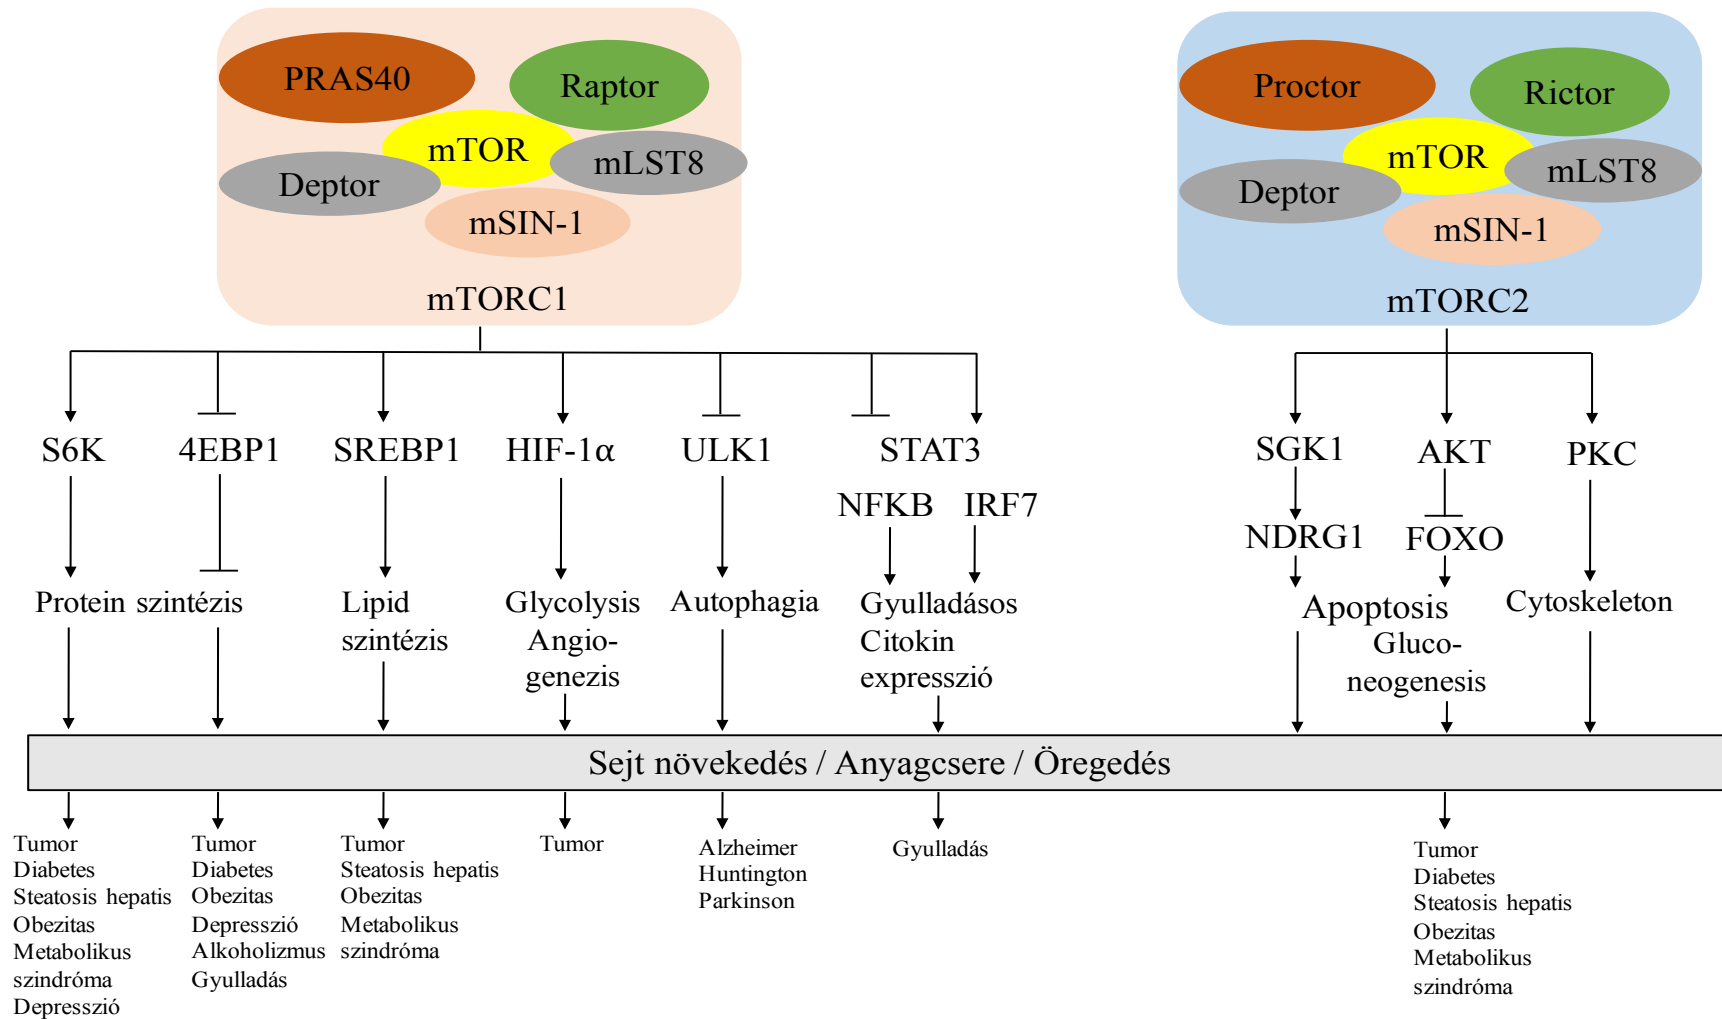 PRAS40
Raptor
mTOR
mLST8
Deptor
mSIN-1
mTORC1
Proctor
Rictor
mTOR
mLST8
Deptor
mSIN-1
mTORC2
S6K
4EBP1
SREBP1
HIF-1α
ULK1
STAT3
NFKB
IRF7
SGK1
AKT
PKC
NDRG1
FOXO
Protein szintézis
Lipid
szintézis
Glycolysis
Angio-
genezis
Autophagia
Gyulladásos
Citokin
expresszió
Apoptosis
Gluco-
neogenesis
Cytoskeleton
Sejt növekedés / Anyagcsere / Öregedés
Tumor
Diabetes
Steatosis hepatis
Obezitas
Metabolikus
szindróma
Depresszió
Tumor
Diabetes
Obezitas
Depresszió
Alkoholizmus
Gyulladás
Tumor
Steatosis hepatis
Obezitas
Metabolikus
szindróma
Tumor
Alzheimer
Huntington
Parkinson
Gyulladás
Tumor
Diabetes
Steatosis hepatis
Obezitas
Metabolikus
szindróma